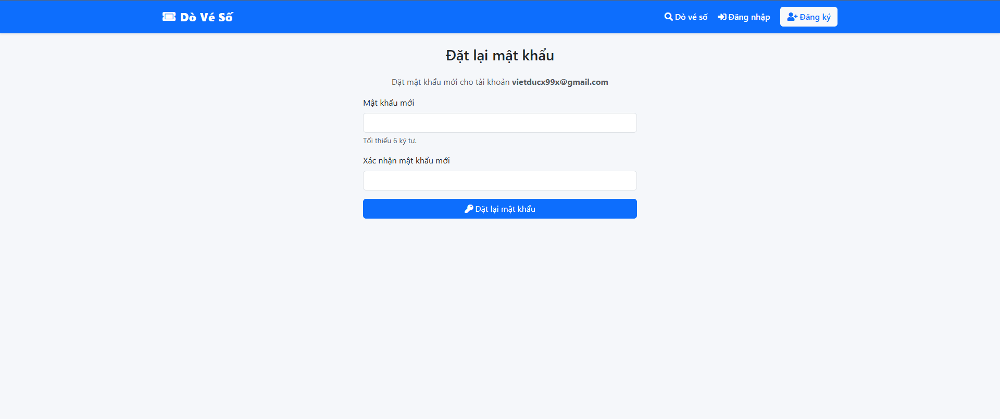 Dò Vé Số
Dò vé số
Đăng nhập
Đăng ký
Đặt lại mật khẩu
Đặt mật khẩu mới cho tài khoản vietducx99x@gmail.com
Mật khẩu mới
Tối thiểu 6 ký tự.
Xác nhận mật khẩu mới
Đặt lại mật khẩu